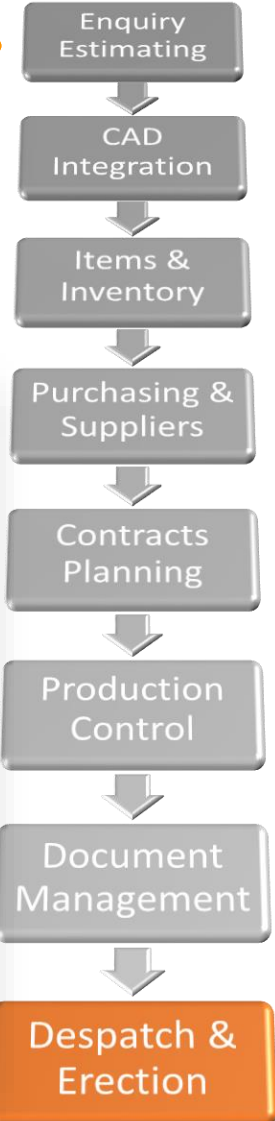 Enquiry
Estimating
CAD
Integration
Items &
Inventory
Purchasing &
Suppliers
Contracts
Planning
Production
Control
Document
Management
Despatch &
Erection